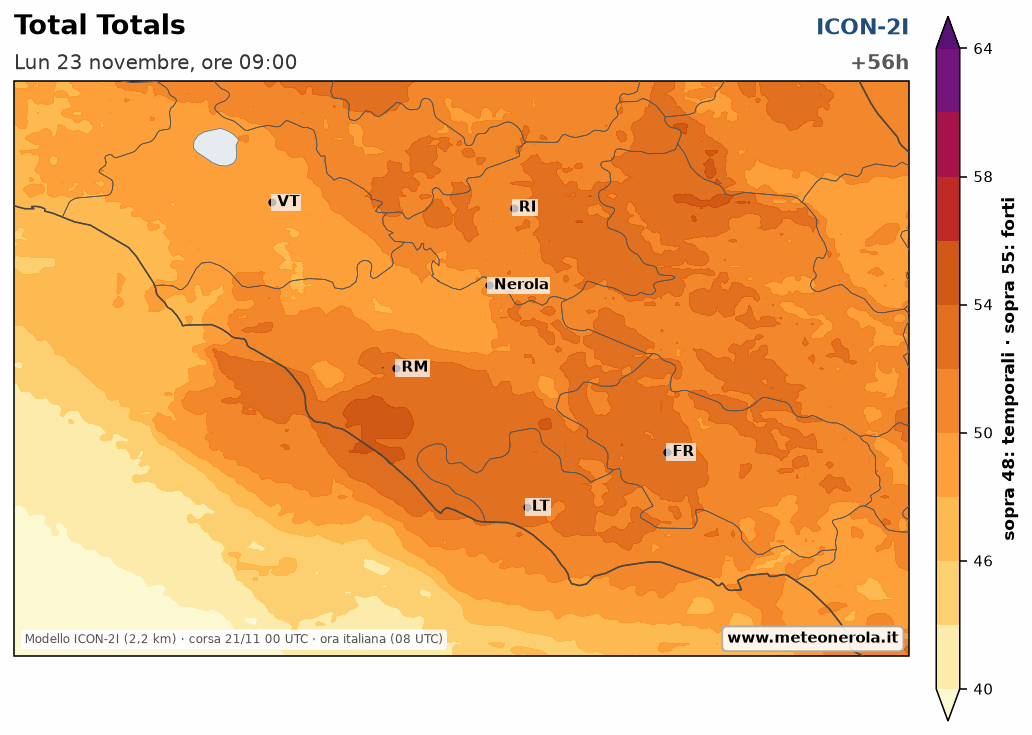 Total Totals
ICON-2I
Lun 23 novembre, ore 09:00
+56h
64
58
54
50
46
40
sopra 48: temporali · sopra 55: forti
VT
RI
Nerola
RM
FR
LT
Modello ICON-2I (2,2 km) · corsa 21/11 00 UTC · ora italiana (08 UTC)
www.meteonerola.it